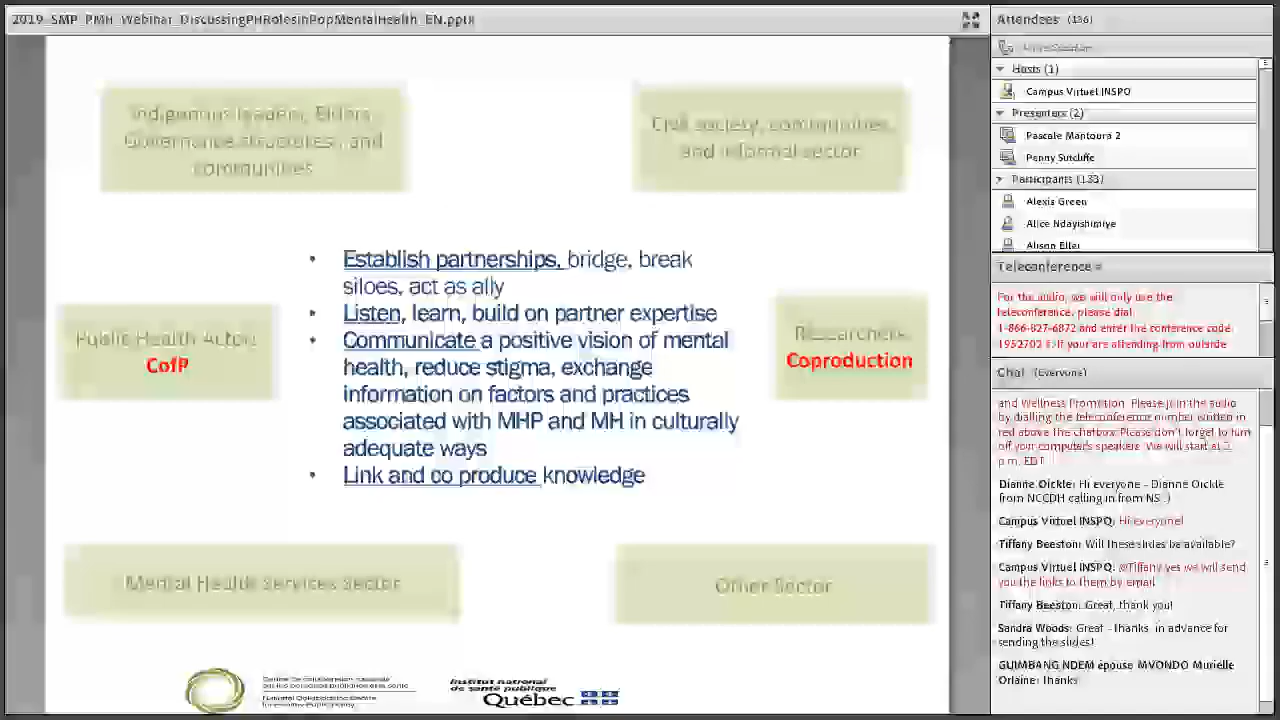 2019_SMP_PMH_Webinar_DiscussingPHRolesinPopMentalHealth_EN.pptx
Indigenous leaders, Elders,
Governance structures, and
communities
Civil society, communities,
and informal sector
• Establish partnerships, bridge, break
siloes, act as ally
• Listen, learn, build on partner expertise
• Communicate a positive vision of mental
health, reduce stigma, exchange
information on factors and practices
associated with MHP and MH in culturally
adequate ways
• Link and co produce knowledge
Public Health Actors
CofP
Researchers
Coproduction
Mental Health Services Sector
Other Sector
Institut national
de santé publique
Québec
Attendees (136)
Hosts (1)
Campus Virtuel INSPQ
Presenters (2)
Pascale Mantoura 2
Penny Sutcliffe
Participants (133)
Alexis Green
Alice Ndayishimiye
Alison Eller
Teleconference
For the audio, we will only use the
teleconference, please dial
1-866-827-6872 and enter the conference code
1952702 If your are attending from outside
Chat (Everyone)
and Wellness Promotion. Please join the audio
by dialling the teleconference number written in
red above the chatbox. Please don't forget to turn
off your computer's speakers. We will start at
p.m. EDT
Dianne Oickle: Hi everyone - Dianne Oickle
from NCCDH calling in from NS :)
Campus Virtuel INSPQ: Hi everyone!
Tiffany Beeston: Will these slides be available?
Campus Virtuel INSPQ: @Tiffany yes we will send
you the links to them by email
Tiffany Beeston: Great, thank you!
Sandra Woods: Great - thanks in advance for
sending the slides!
GUIMBANG NDEM épouse MVONDO Murielle
Orlaine: thanks